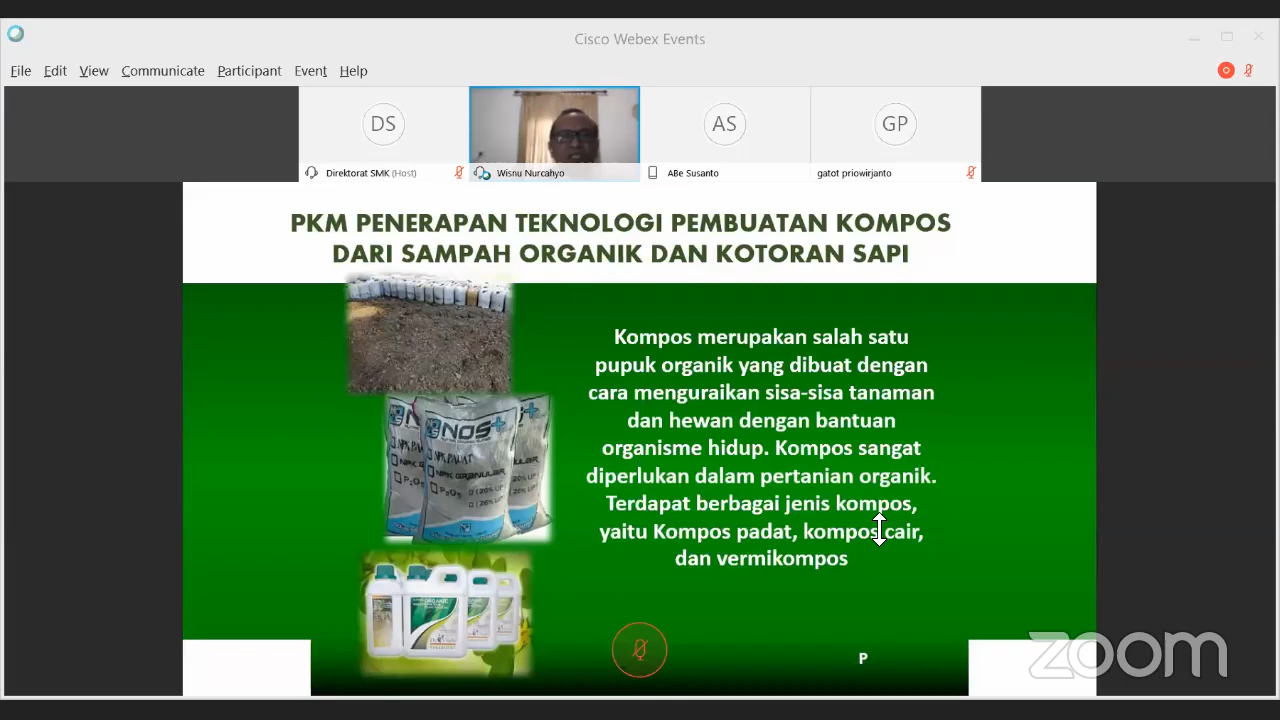 Cisco Webex Events
File Edit View Communicate Participant Event Help
DS
AS
GP
Direktorat SMK (Host)
Wisnu Nurcahyo
ABe Susanto
gatot priowirjanto
PKM PENERAPAN TEKNOLOGI PEMBUATAN KOMPOS
DARI SAMPAH ORGANIK DAN KOTORAN SAPI
Kompos merupakan salah satu
pupuk organik yang dibuat dengan
cara menguraikan sisa-sisa tanaman
dan hewan dengan bantuan
organisme hidup. Kompos sangat
diperlukan dalam pertanian organik.
Terdapat berbagai jenis kompos,
yaitu Kompos padat, kompos cair,
dan vermikompos
NOS+
NPK PADAT
NPK GRANULAR
P2O5
ORGANIC
P
zoom